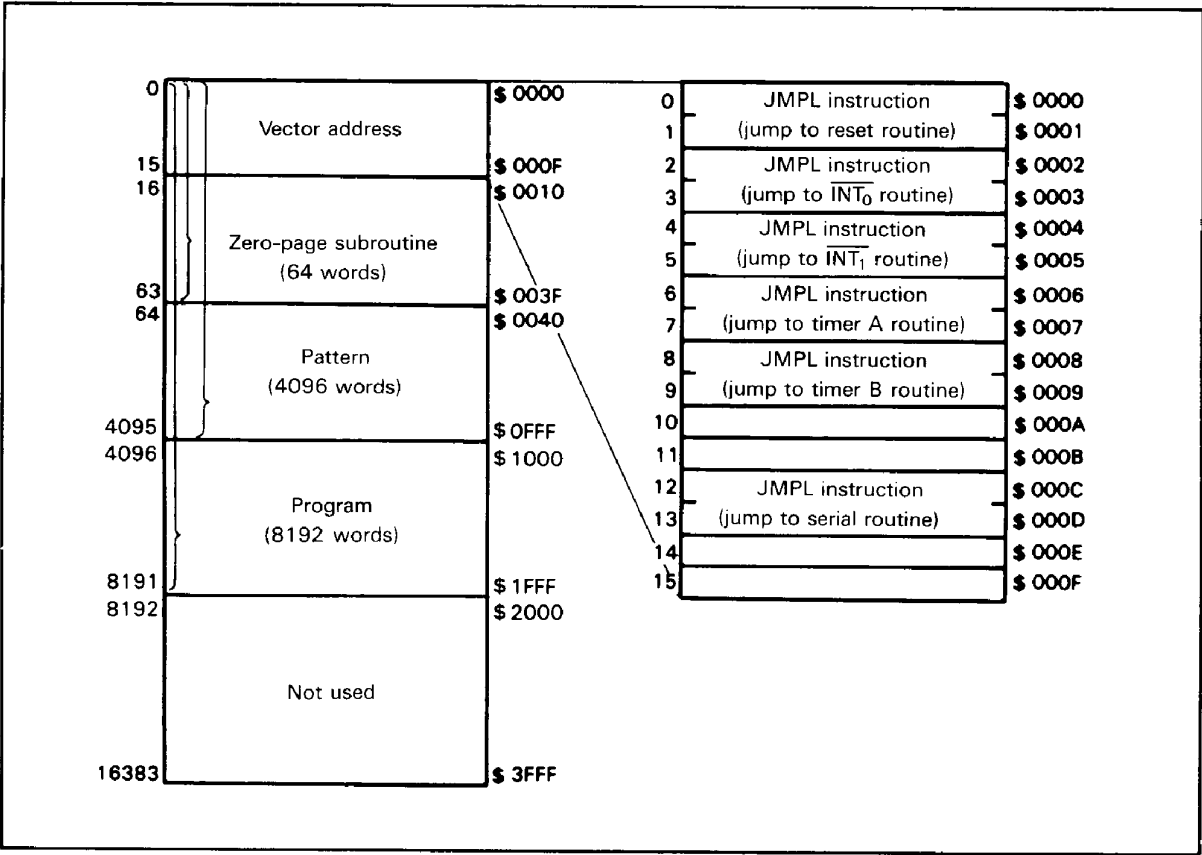 0
$ 0000
Vector address
15
$ 000F
16
$ 0010
Zero-page subroutine
(64 words)
63
$ 003F
64
$ 0040
Pattern
(4096 words)
4095
$ 0FFF
4096
$ 1000
Program
(8192 words)
8191
$ 1FFF
8192
$ 2000
Not used
16383
$ 3FFF
0 JMPL instruction $ 0000
1 (jump to reset routine) $ 0001
2 JMPL instruction $ 0002
3 (jump to I̅N̅T̅₀̅ routine) $ 0003
4 JMPL instruction $ 0004
5 (jump to I̅N̅T̅₁̅ routine) $ 0005
6 JMPL instruction $ 0006
7 (jump to timer A routine) $ 0007
8 JMPL instruction $ 0008
9 (jump to timer B routine) $ 0009
10 $ 000A
11 $ 000B
12 JMPL instruction $ 000C
13 (jump to serial routine) $ 000D
14 $ 000E
15 $ 000F